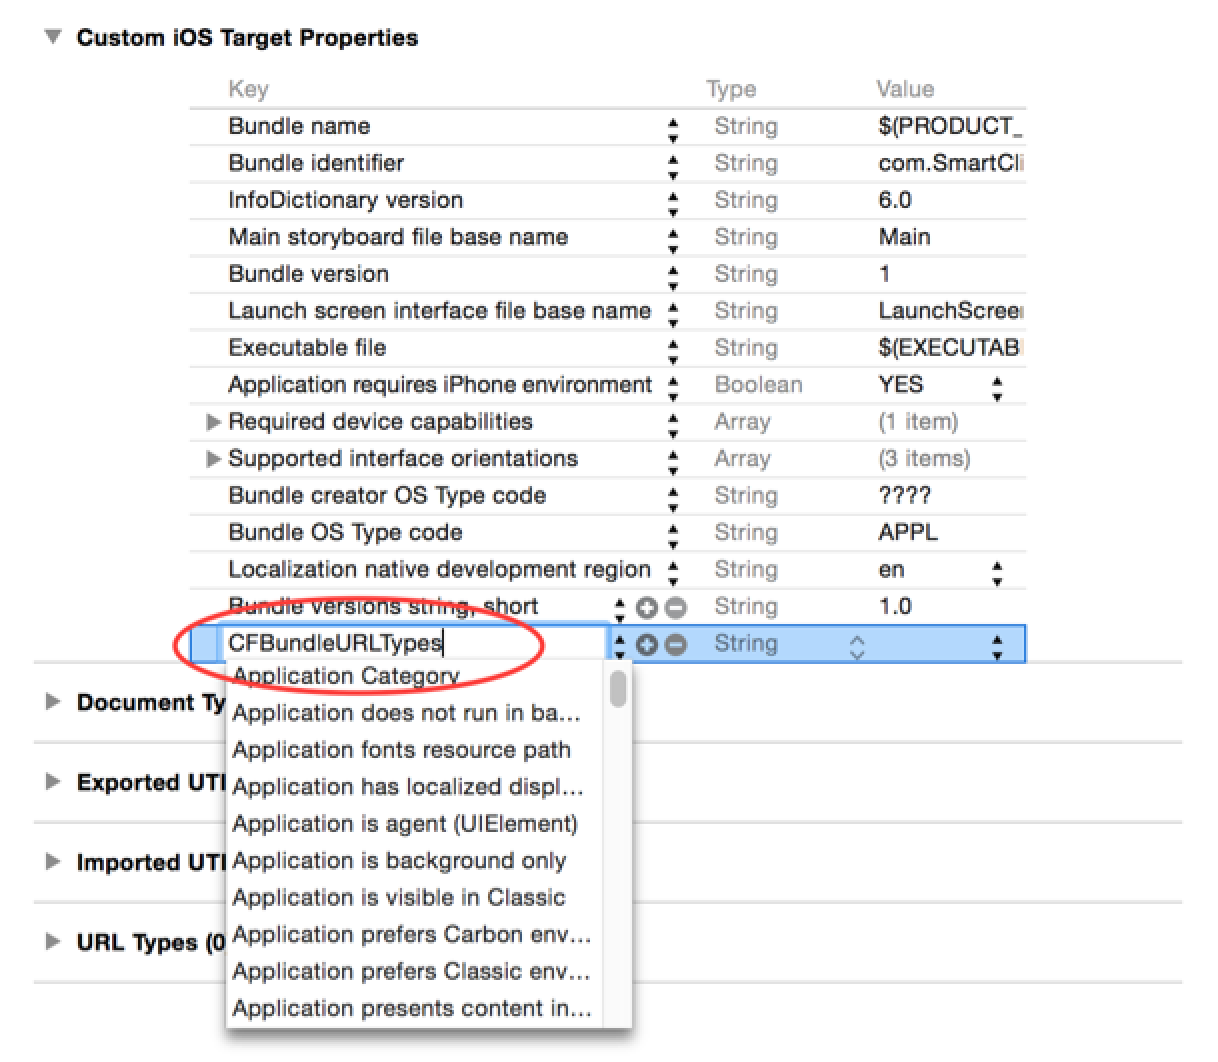 Custom iOS Target Properties
Key Type Value
Bundle name String $(PRODUCT_
Bundle identifier String com.SmartCli
InfoDictionary version String 6.0
Main storyboard file base name String Main
Bundle version String 1
Launch screen interface file base name String LaunchScreen
Executable file String $(EXECUTAB
Application requires iPhone environment Boolean YES
Required device capabilities Array (1 item)
Supported interface orientations Array (3 items)
Bundle creator OS Type code String ????
Bundle OS Type code String APPL
Localization native development region String en
Bundle versions string, short String 1.0
CFBundleURLTypes String
Application Category
Document Ty
Application does not run in ba...
Application fonts resource path
Exported UTI
Application has localized displ...
Application is agent (UIElement)
Imported UTI
Application is background only
Application is visible in Classic
URL Types (0
Application prefers Carbon env...
Application prefers Classic env...
Application presents content in...